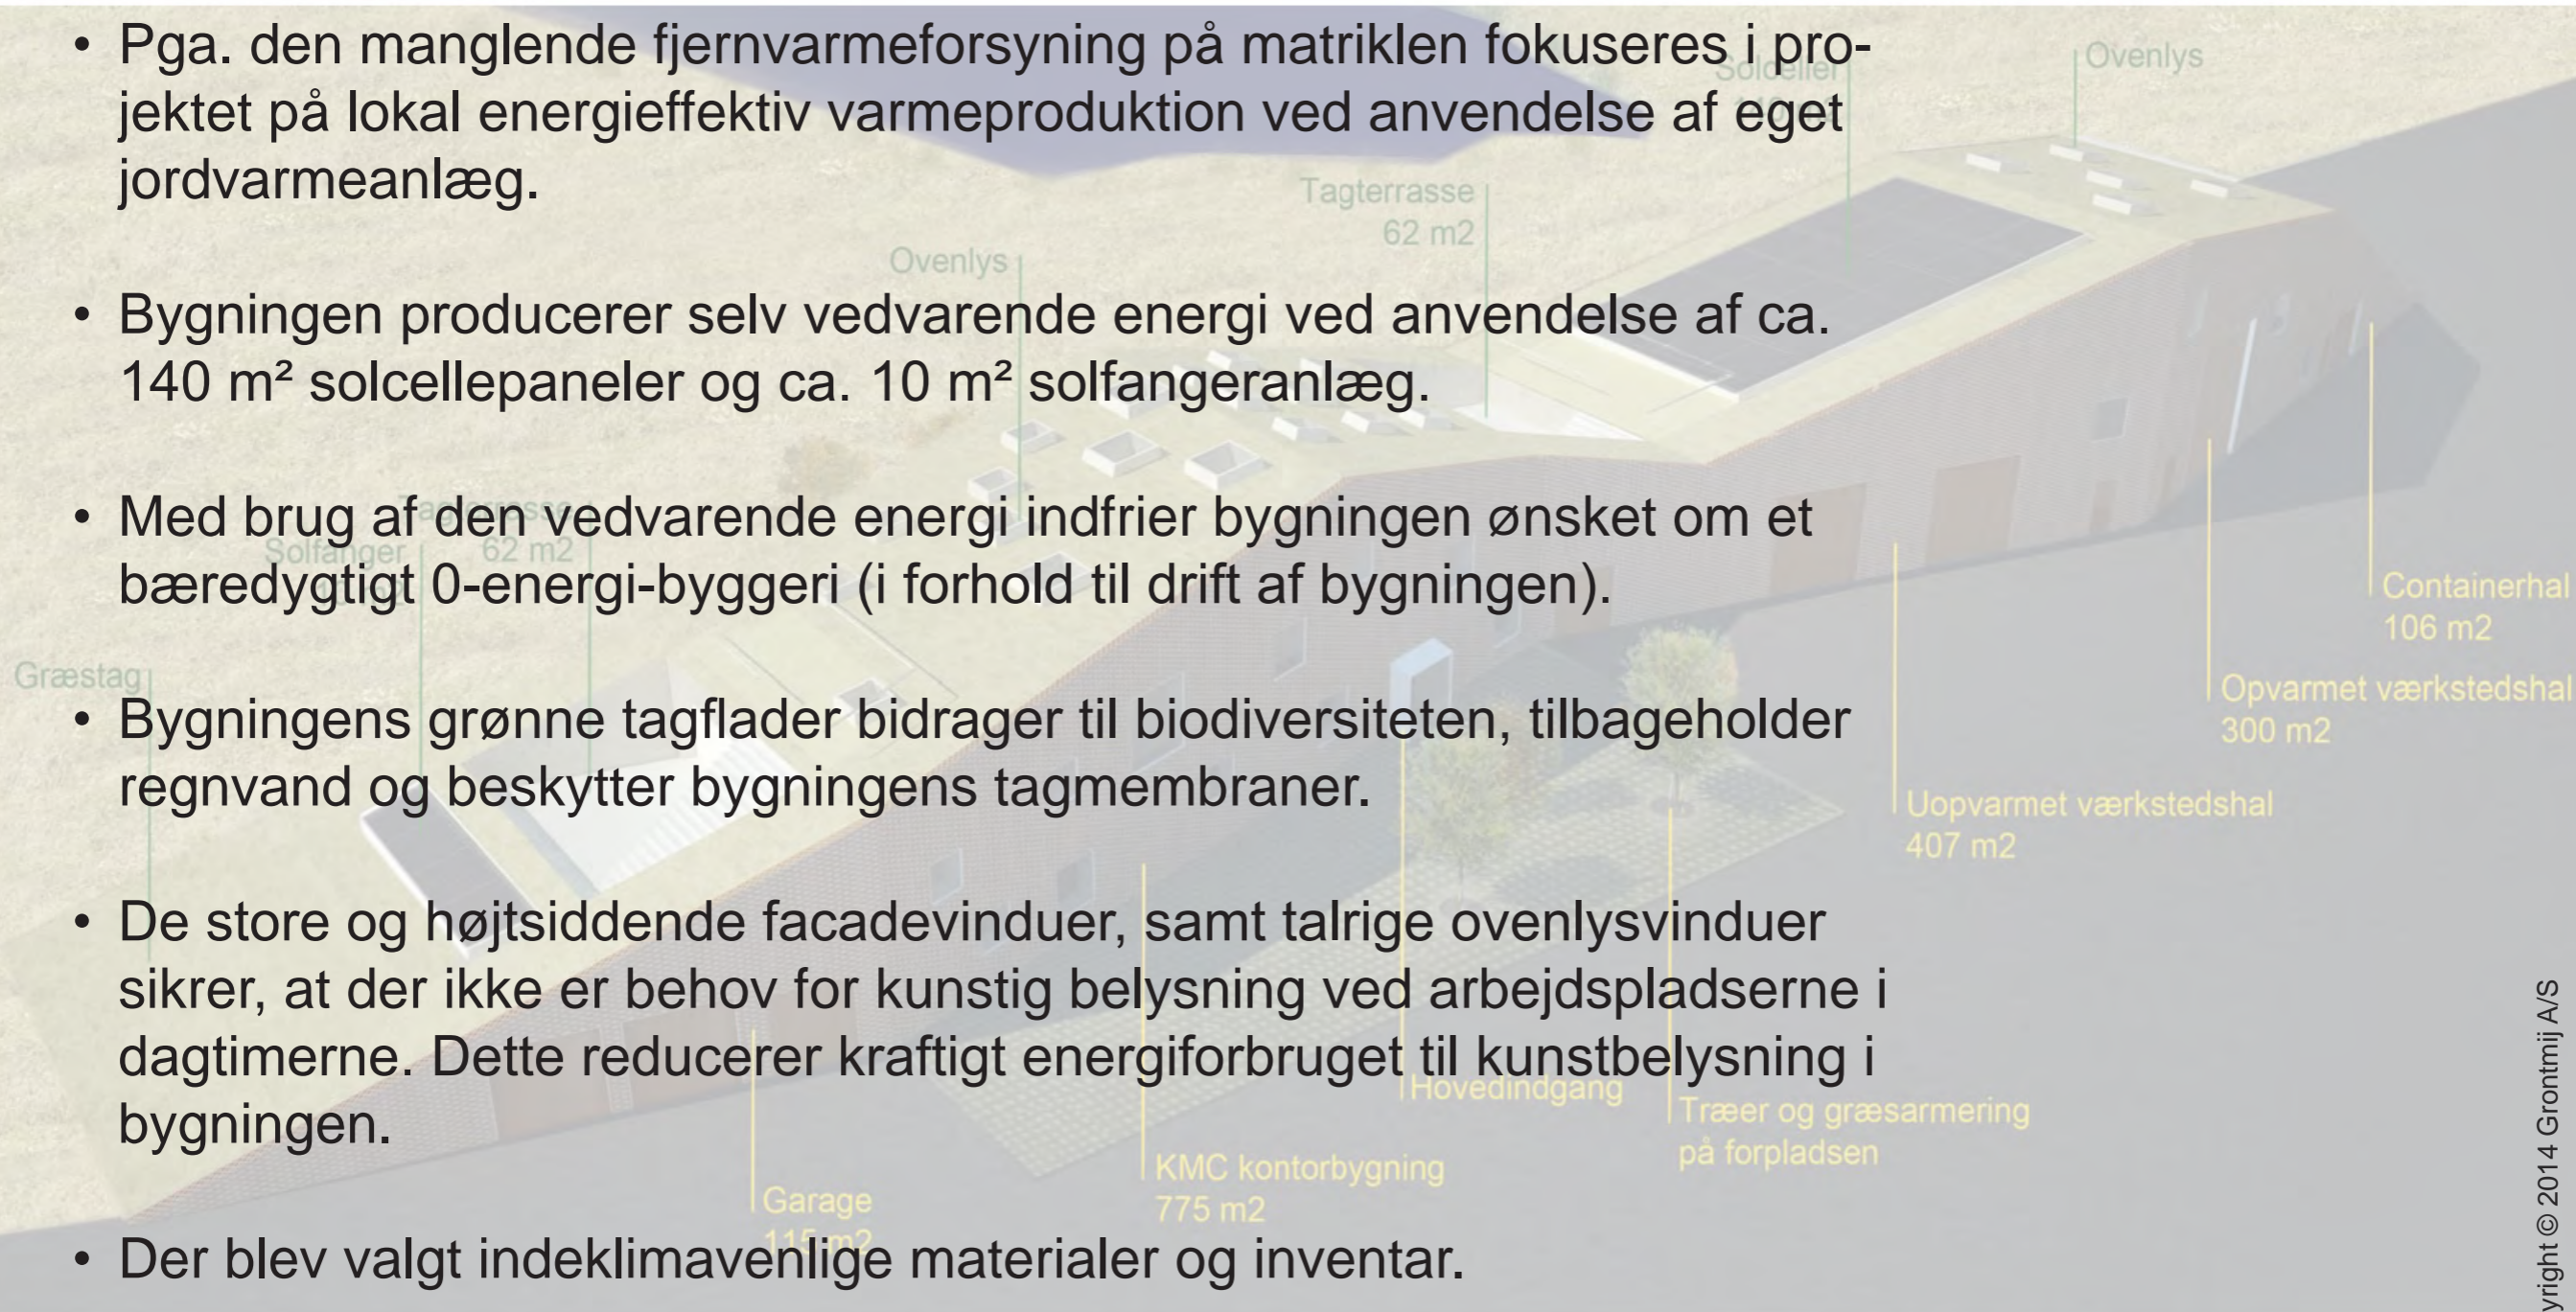 • Pga. den manglende fjernvarmeforsyning på matriklen fokuseres i pro-
jektet på lokal energieffektiv varmeproduktion ved anvendelse af eget
jordvarmeanlæg.
• Bygningen producerer selv vedvarende energi ved anvendelse af ca.
140 m² solcellepaneler og ca. 10 m² solfangeranlæg.
• Med brug af den vedvarende energi indfrier bygningen ønsket om et
bæredygtigt 0-energi-byggeri (i forhold til drift af bygningen).
• Bygningens grønne tagflader bidrager til biodiversiteten, tilbageholder
regnvand og beskytter bygningens tagmembraner.
• De store og højtsiddende facadevinduer, samt talrige ovenlysvinduer
sikrer, at der ikke er behov for kunstig belysning ved arbejdspladserne i
dagtimerne. Dette reducerer kraftigt energiforbruget til kunstbelysning i
bygningen.
• Der blev valgt indeklimavenlige materialer og inventar.
Solceller
Ovenlys
Tagterrasse
62 m2
Ovenlys
Tagterrasse
62 m2
Solfanger
Græstag
Containerhal
106 m2
Opvarmet værkstedshal
300 m2
Uopvarmet værkstedshal
407 m2
Hovedindgang
Træer og græsarmering
på forpladsen
KMC kontorbygning
775 m2
Garage
115 m2
yright © 2014 Grontmij A/S